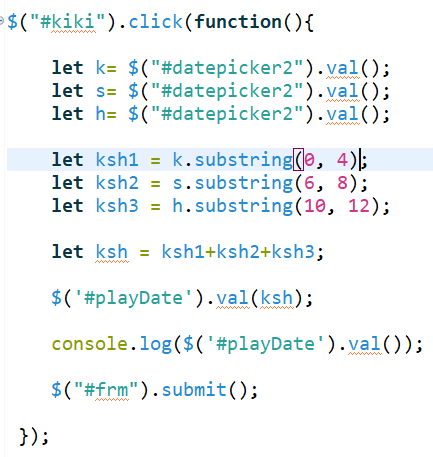 $("#kiki").click(function(){
let k= $("#datepicker2").val();
let s= $("#datepicker2").val();
let h= $("#datepicker2").val();
let ksh1 = k.substring(0, 4);
let ksh2 = s.substring(6, 8);
let ksh3 = h.substring(10, 12);
let ksh = ksh1+ksh2+ksh3;
$('#playDate').val(ksh);
console.log($('#playDate').val());
$("#frm").submit();
});